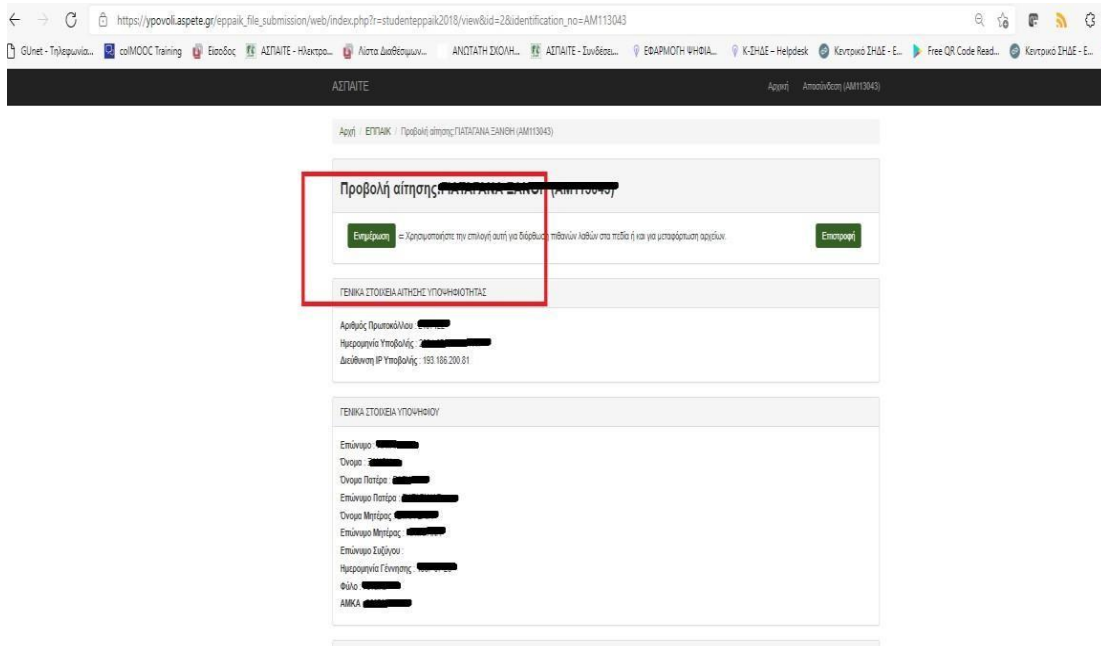 https://ypovoli.aspete.gr/eppaik_file_submission/web/index.php?r=studenteppaik2018/view&id=2&identification_no=AM113043
GUnet - Τηλεφωνία... colMOOC Training Είσοδος ΑΣΠΑΙΤΕ - Ηλεκτρο... Λίστα Διαθέσιμων... ΑΝΩΤΑΤΗ ΣΧΟΛΗ... ΑΣΠΑΙΤΕ - Συνδέσει... ΕΦΑΡΜΟΓΗ ΨΗΦΙΑ... Κ-ΣΗΔΕ – Helpdesk Κεντρικό ΣΗΔΕ - Ε... Free QR Code Read... Κεντρικό ΣΗΔΕ - Ε...
ΑΣΠΑΙΤΕ Αρχική Αποσύνδεση (AM113043)
Αρχή / ΕΠΠΑΙΚ / Προβολή αίτησης:ΓΙΑΤΑΓΑΝΑ ΞΑΝΘΗ (AM113043)
Προβολή αίτησης:
Ενημέρωση = Χρησιμοποιήστε την επιλογή αυτή για διόρθωση πιθανών λαθών στα πεδία ή και για μεταφόρτωση αρχείων. Επιστροφή
ΓΕΝΙΚΑ ΣΤΟΙΧΕΙΑ ΑΙΤΗΣΗΣ ΥΠΟΨΗΦΙΟΤΗΤΑΣ
Αριθμός Πρωτοκόλλου :
Ημερομηνία Υποβολής :
Διεύθυνση IP Υποβολής : 193.186.200.81
ΓΕΝΙΚΑ ΣΤΟΙΧΕΙΑ ΥΠΟΨΗΦΙΟΥ
Επώνυμο :
Όνομα :
Όνομα Πατέρα :
Επώνυμο Πατέρα :
Όνομα Μητέρας :
Επώνυμο Μητέρας :
Επώνυμο Συζύγου :
Ημερομηνία Γέννησης :
Φύλο :
ΑΜΚΑ :